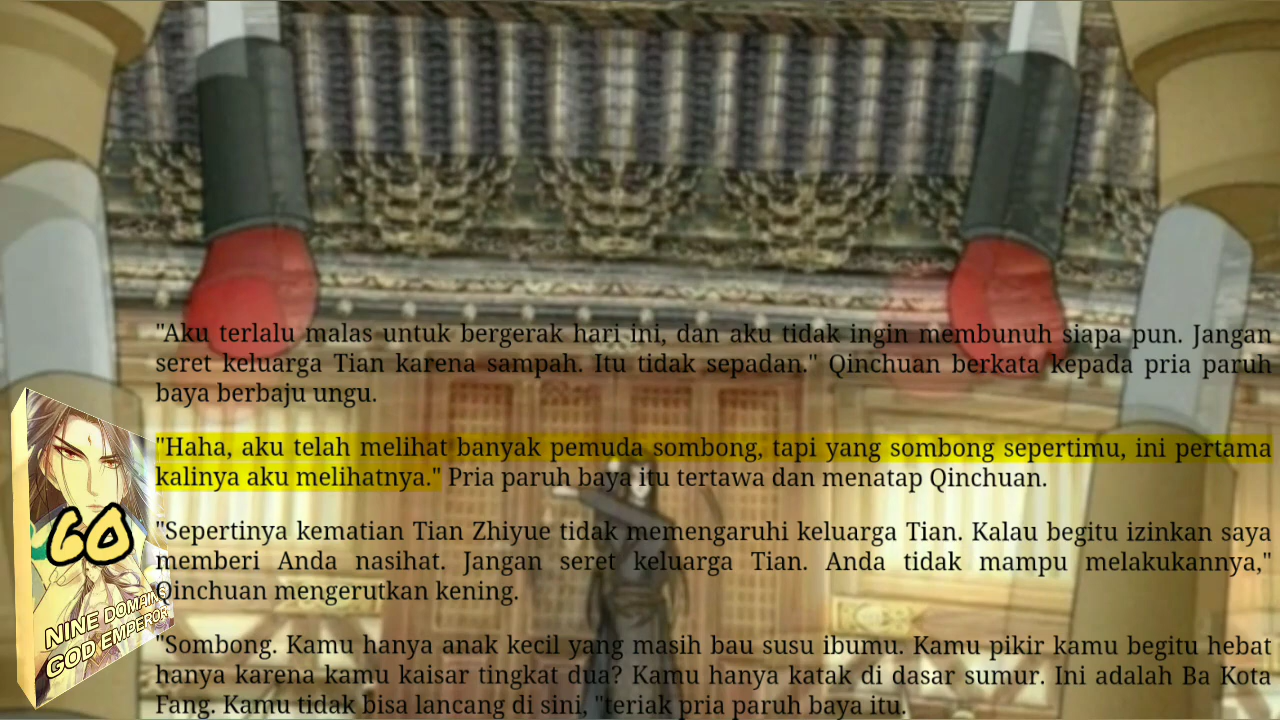 "Aku terlalu malas untuk bergerak hari ini, dan aku tidak ingin membunuh siapa pun. Jangan
seret keluarga Tian karena sampah. Itu tidak sepadan." Qinchuan berkata kepada pria paruh
baya berbaju ungu.
"Haha, aku telah melihat banyak pemuda sombong, tapi yang sombong sepertimu, ini pertama
kalinya aku melihatnya." Pria paruh baya itu tertawa dan menatap Qinchuan.
"Sepertinya kematian Tian Zhiyue tidak memengaruhi keluarga Tian. Kalau begitu izinkan saya
memberi Anda nasihat. Jangan seret keluarga Tian. Anda tidak mampu melakukannya,"
Qinchuan mengerutkan kening.
"Sombong. Kamu hanya anak kecil yang masih bau susu ibumu. Kamu pikir kamu begitu hebat
hanya karena kamu kaisar tingkat dua? Kamu hanya katak di dasar sumur. Ini adalah Ba Kota
Fang. Kamu tidak bisa lancang di sini, "teriak pria paruh baya itu.
60
NINE DOMAIN
GOD EMPEROR